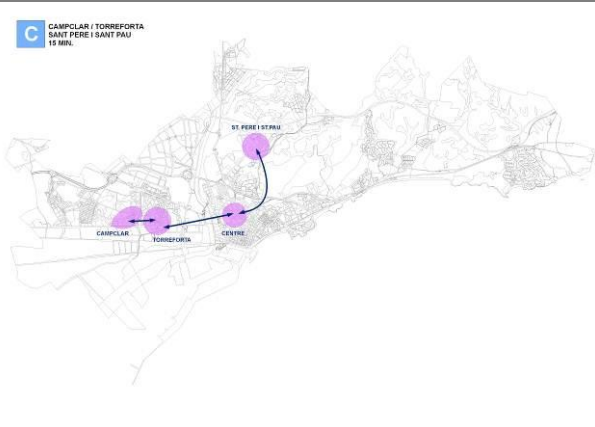 C
CAMPCLAR / TORREFORTA
SANT PERE I SANT PAU
15 MIN.
ST. PERE I ST.PAU
CAMPCLAR
TORREFORTA
CENTRE